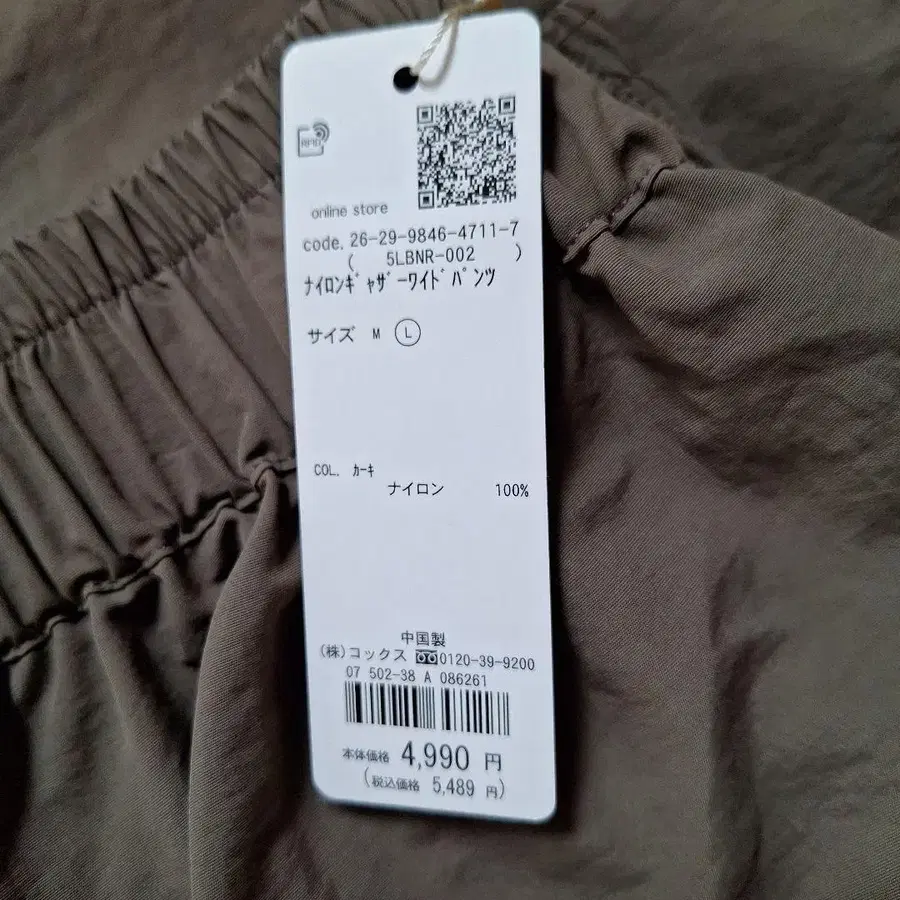 RFID
online store
code. 26-29-9846-4711-7
( 5LBNR-002 )
ﾅｲﾛﾝｷﾞｬｻﾞｰﾜｲﾄﾞﾊﾟﾝﾂ
サイズ M Ⓛ
COL. ｶｰｷ
ナイロン 100%
中国製
(株)コックス 0120-39-9200
07 502-38 A 086261
本体価格 4,990 円
(税込価格 5,489 円)